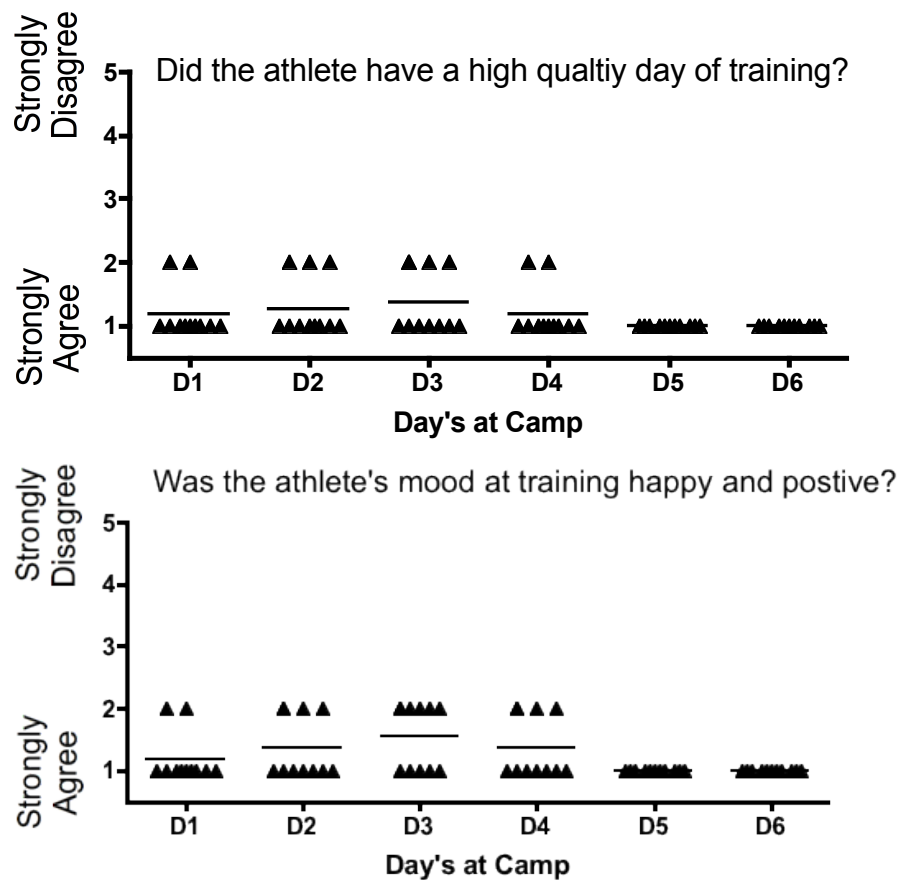 Strongly
Disagree
Did the athlete have a high qualtiy day of training?
5
4
3
2
1
Strongly
Agree
D1 D2 D3 D4 D5 D6
Day's at Camp
Strongly
Disagree
Was the athlete's mood at training happy and postive?
5
4
3
2
1
Strongly
Agree
D1 D2 D3 D4 D5 D6
Day's at Camp